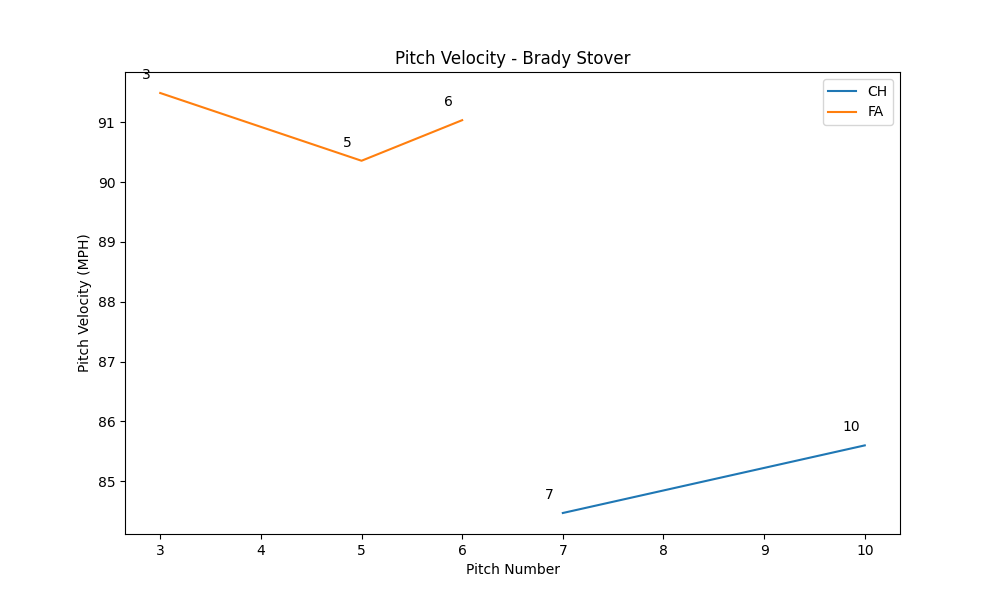 Pitch Velocity - Brady Stover
3
6
5
7
10
CH
FA
91
90
89
88
87
86
85
Pitch Velocity (MPH)
3 4 5 6 7 8 9 10
Pitch Number